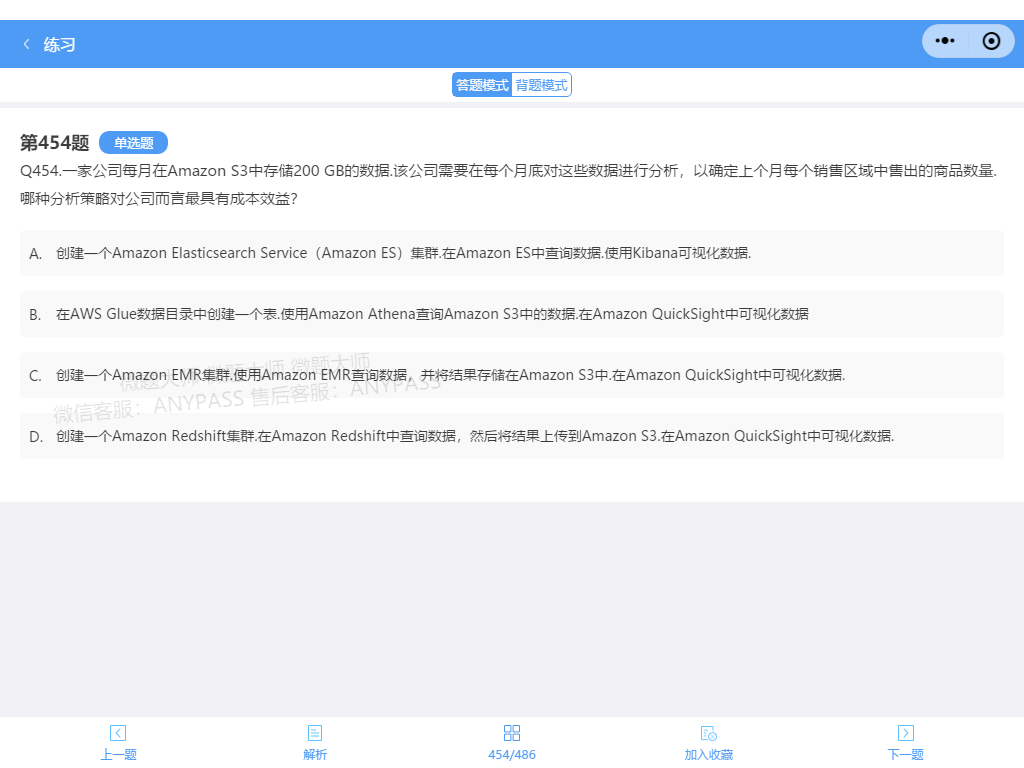 练习
答题模式 背题模式
第454题 单选题
Q454.一家公司每月在Amazon S3中存储200 GB的数据.该公司需要在每个月底对这些数据进行分析，以确定上个月每个销售区域中售出的商品数量.
哪种分析策略对公司而言最具有成本效益？
A. 创建一个Amazon Elasticsearch Service（Amazon ES）集群.在Amazon ES中查询数据.使用Kibana可视化数据.
B. 在AWS Glue数据目录中创建一个表.使用Amazon Athena查询Amazon S3中的数据.在Amazon QuickSight中可视化数据
微题大师 微题大师 微题大师
C. 创建一个Amazon EMR集群.使用Amazon EMR查询数据，并将结果存储在Amazon S3中.在Amazon QuickSight中可视化数据.
微信客服：ANYPASS 售后客服：ANYPASS
D. 创建一个Amazon Redshift集群.在Amazon Redshift中查询数据，然后将结果上传到Amazon S3.在Amazon QuickSight中可视化数据.
上一题 解析 454/486 加入收藏 下一题